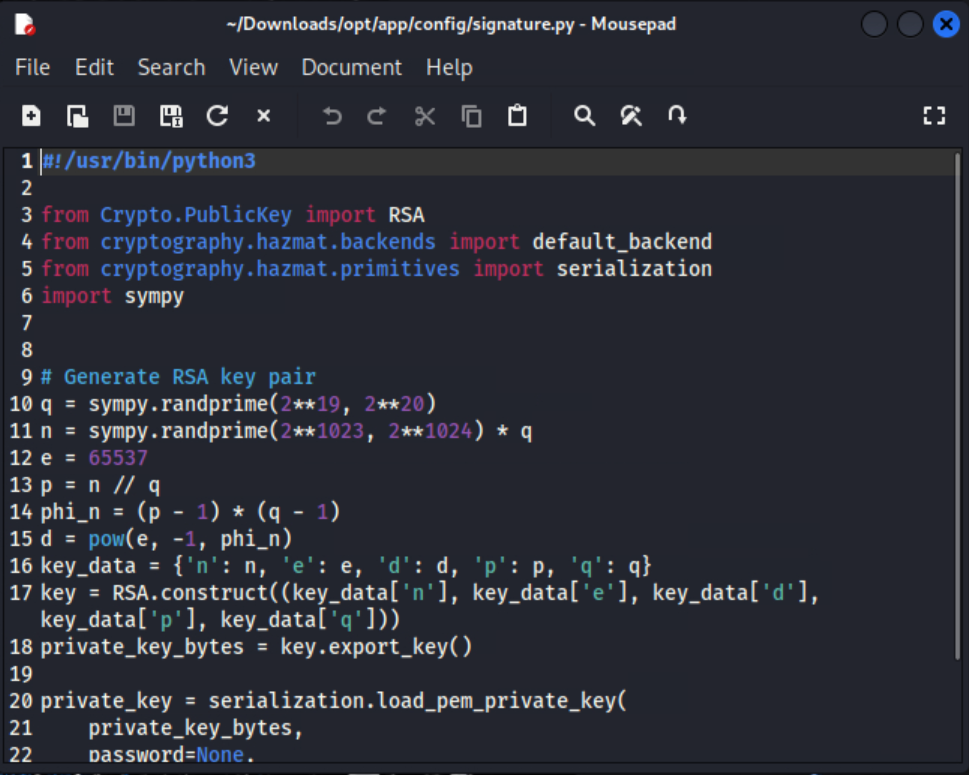 ~/Downloads/opt/app/config/signature.py - Mousepad
File Edit Search View Document Help
1 #!/usr/bin/python3
2
3 from Crypto.PublicKey import RSA
4 from cryptography.hazmat.backends import default_backend
5 from cryptography.hazmat.primitives import serialization
6 import sympy
7
8
9 # Generate RSA key pair
10 q = sympy.randprime(2**19, 2**20)
11 n = sympy.randprime(2**1023, 2**1024) * q
12 e = 65537
13 p = n // q
14 phi_n = (p - 1) * (q - 1)
15 d = pow(e, -1, phi_n)
16 key_data = {'n': n, 'e': e, 'd': d, 'p': p, 'q': q}
17 key = RSA.construct((key_data['n'], key_data['e'], key_data['d'],
key_data['p'], key_data['q']))
18 private_key_bytes = key.export_key()
19
20 private_key = serialization.load_pem_private_key(
21     private_key_bytes,
22     password=None,